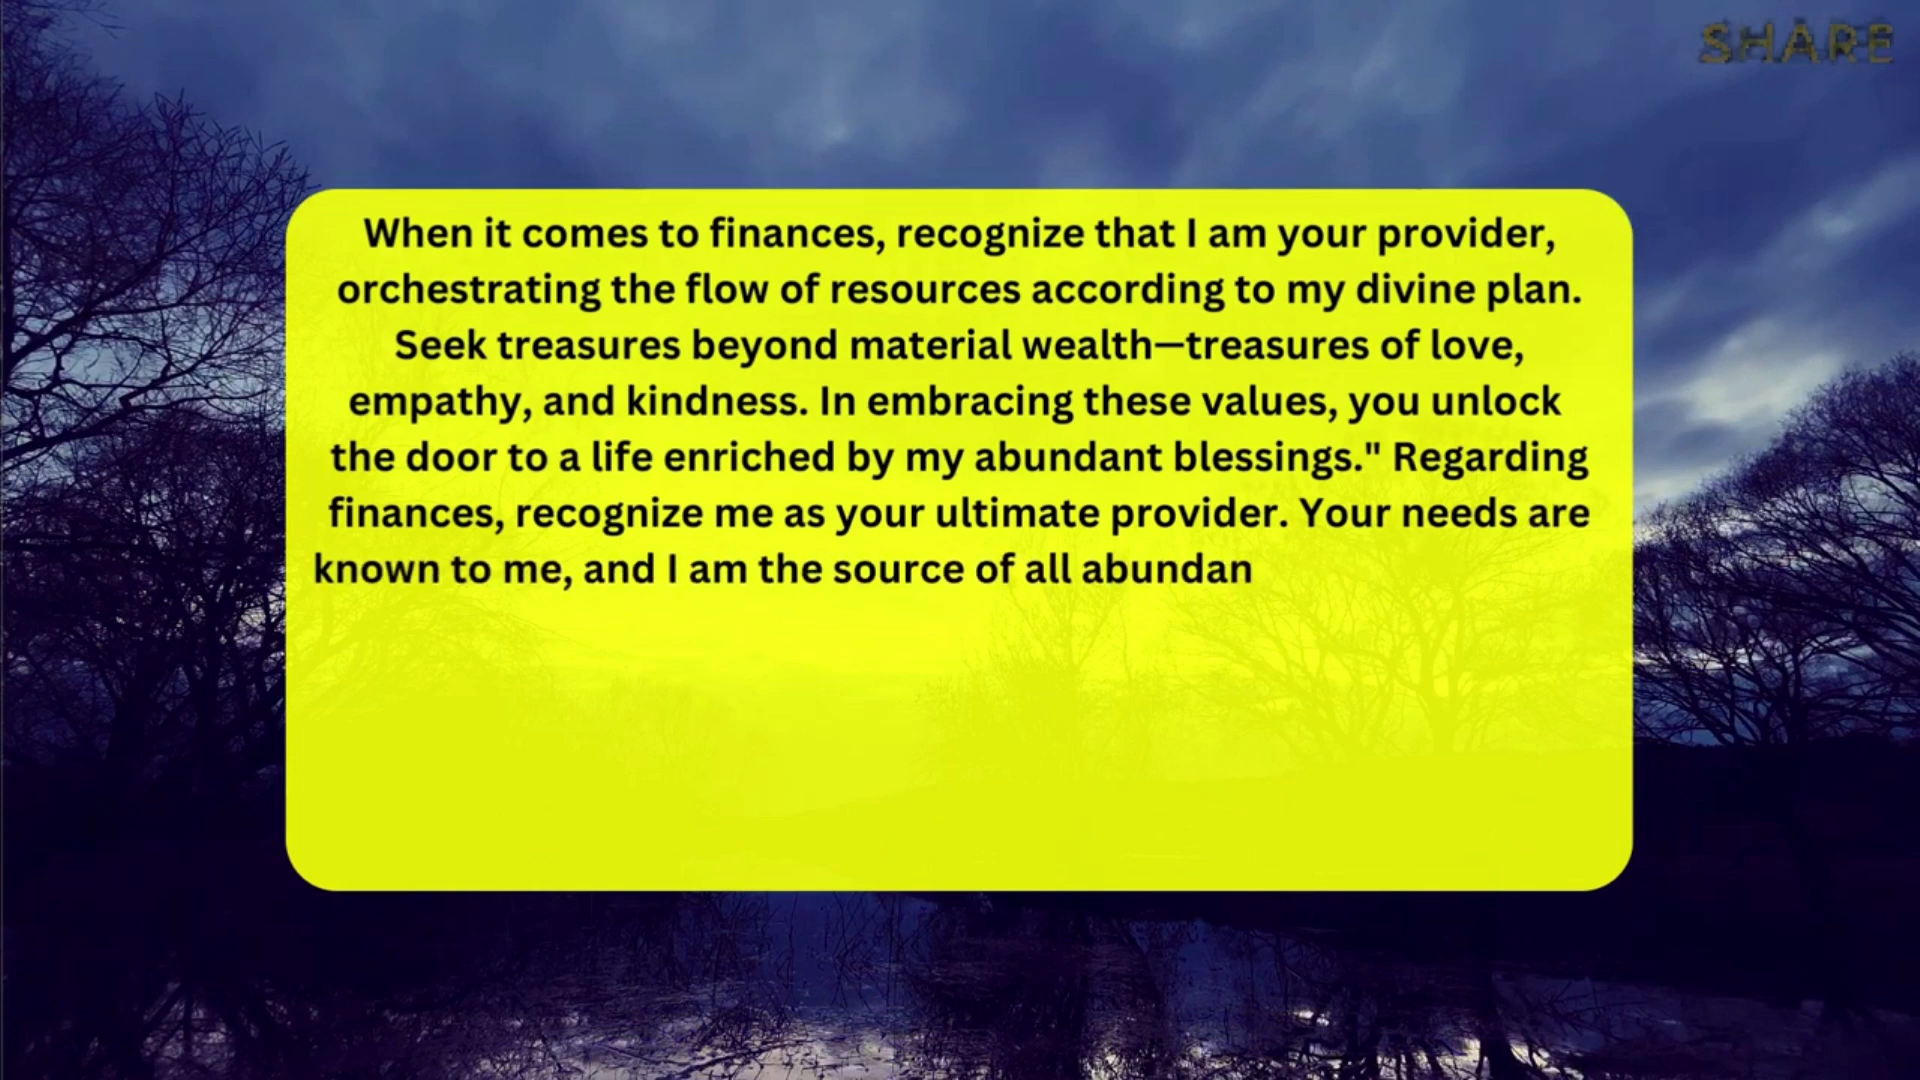 SHARE
When it comes to finances, recognize that I am your provider,
orchestrating the flow of resources according to my divine plan.
Seek treasures beyond material wealth—treasures of love,
empathy, and kindness. In embracing these values, you unlock
the door to a life enriched by my abundant blessings." Regarding
finances, recognize me as your ultimate provider. Your needs are
known to me, and I am the source of all abundan